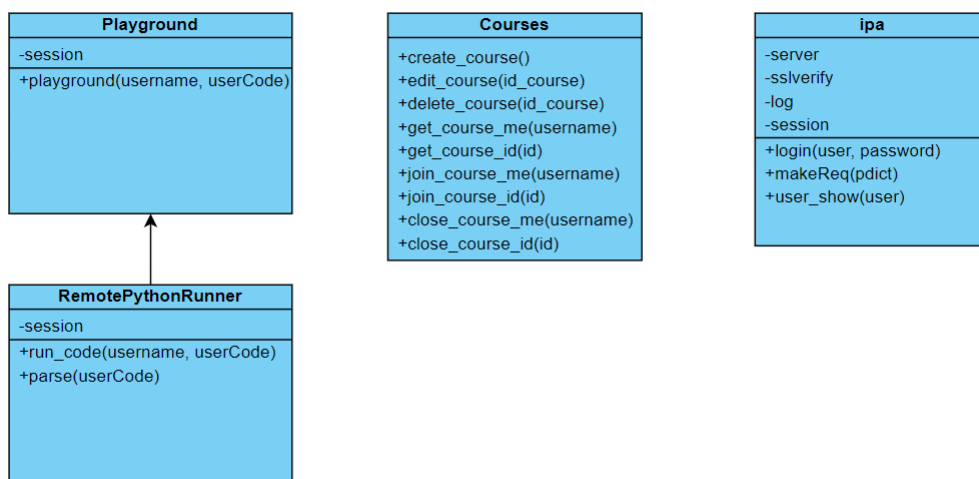 Playground
-session
+playground(username, userCode)
Courses
+create_course()
+edit_course(id_course)
+delete_course(id_course)
+get_course_me(username)
+get_course_id(id)
+join_course_me(username)
+join_course_id(id)
+close_course_me(username)
+close_course_id(id)
ipa
-server
-sslverify
-log
-session
+login(user, password)
+makeReq(pdict)
+user_show(user)
RemotePythonRunner
-session
+run_code(username, userCode)
+parse(userCode)